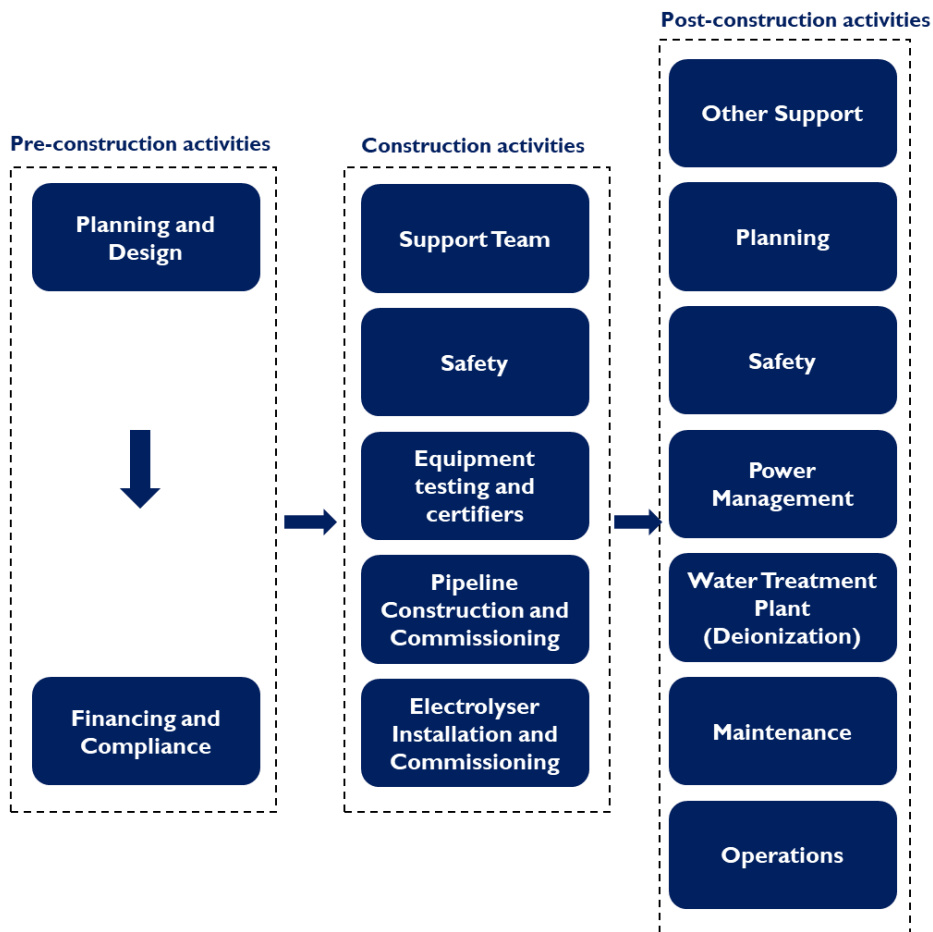 Pre-construction activities
Planning and
Design
Financing and
Compliance
Construction activities
Support Team
Safety
Equipment
testing and
certifiers
Pipeline
Construction and
Commissioning
Electrolyser
Installation and
Commissioning
Post-construction activities
Other Support
Planning
Safety
Power
Management
Water Treatment
Plant
(Deionization)
Maintenance
Operations